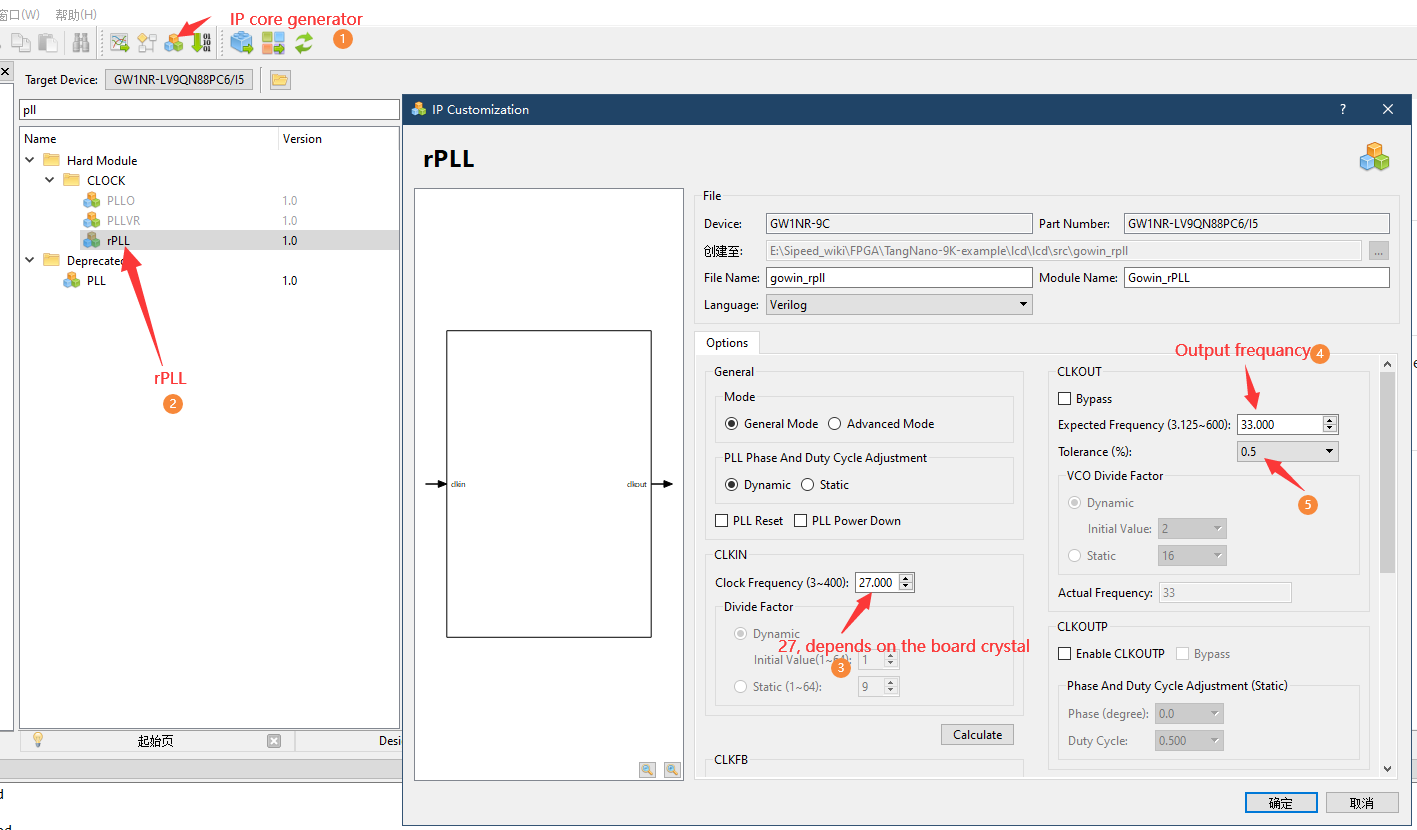 窗口(W) 帮助(H)
IP core generator
1
Target Device: GW1NR-LV9QN88PC6/I5
pll
Name Version
Hard Module
CLOCK
PLLO 1.0
PLLVR 1.0
rPLL 1.0
Deprecated
PLL 1.0
rPLL
2
起始页
IP Customization
?
rPLL
clkin
clkout
File
Device: GW1NR-9C Part Number: GW1NR-LV9QN88PC6/I5
创建至: E:\Sipeed_wiki\FPGA\TangNano-9K-example\lcd\lcd\src\gowin_rpll ...
File Name: gowin_rpll Module Name: Gowin_rPLL
Language: Verilog
Options
General
Mode
General Mode Advanced Mode
PLL Phase And Duty Cycle Adjustment
Dynamic Static
PLL Reset PLL Power Down
CLKIN
Clock Frequency (3~400): 27.000
Divide Factor
Dynamic
27, depends on the board crystal
3
Initial Value(1~64): 1
Static (1~64): 9
Calculate
CLKFB
Output frequancy
4
CLKOUT
Bypass
Expected Frequency (3.125~600): 33.000
Tolerance (%): 0.5
5
VCO Divide Factor
Dynamic
Initial Value: 2
Static 16
Actual Frequency: 33
CLKOUTP
Enable CLKOUTP Bypass
Phase And Duty Cycle Adjustment (Static)
Phase (degree): 0.0
Duty Cycle: 0.500
确定 取消